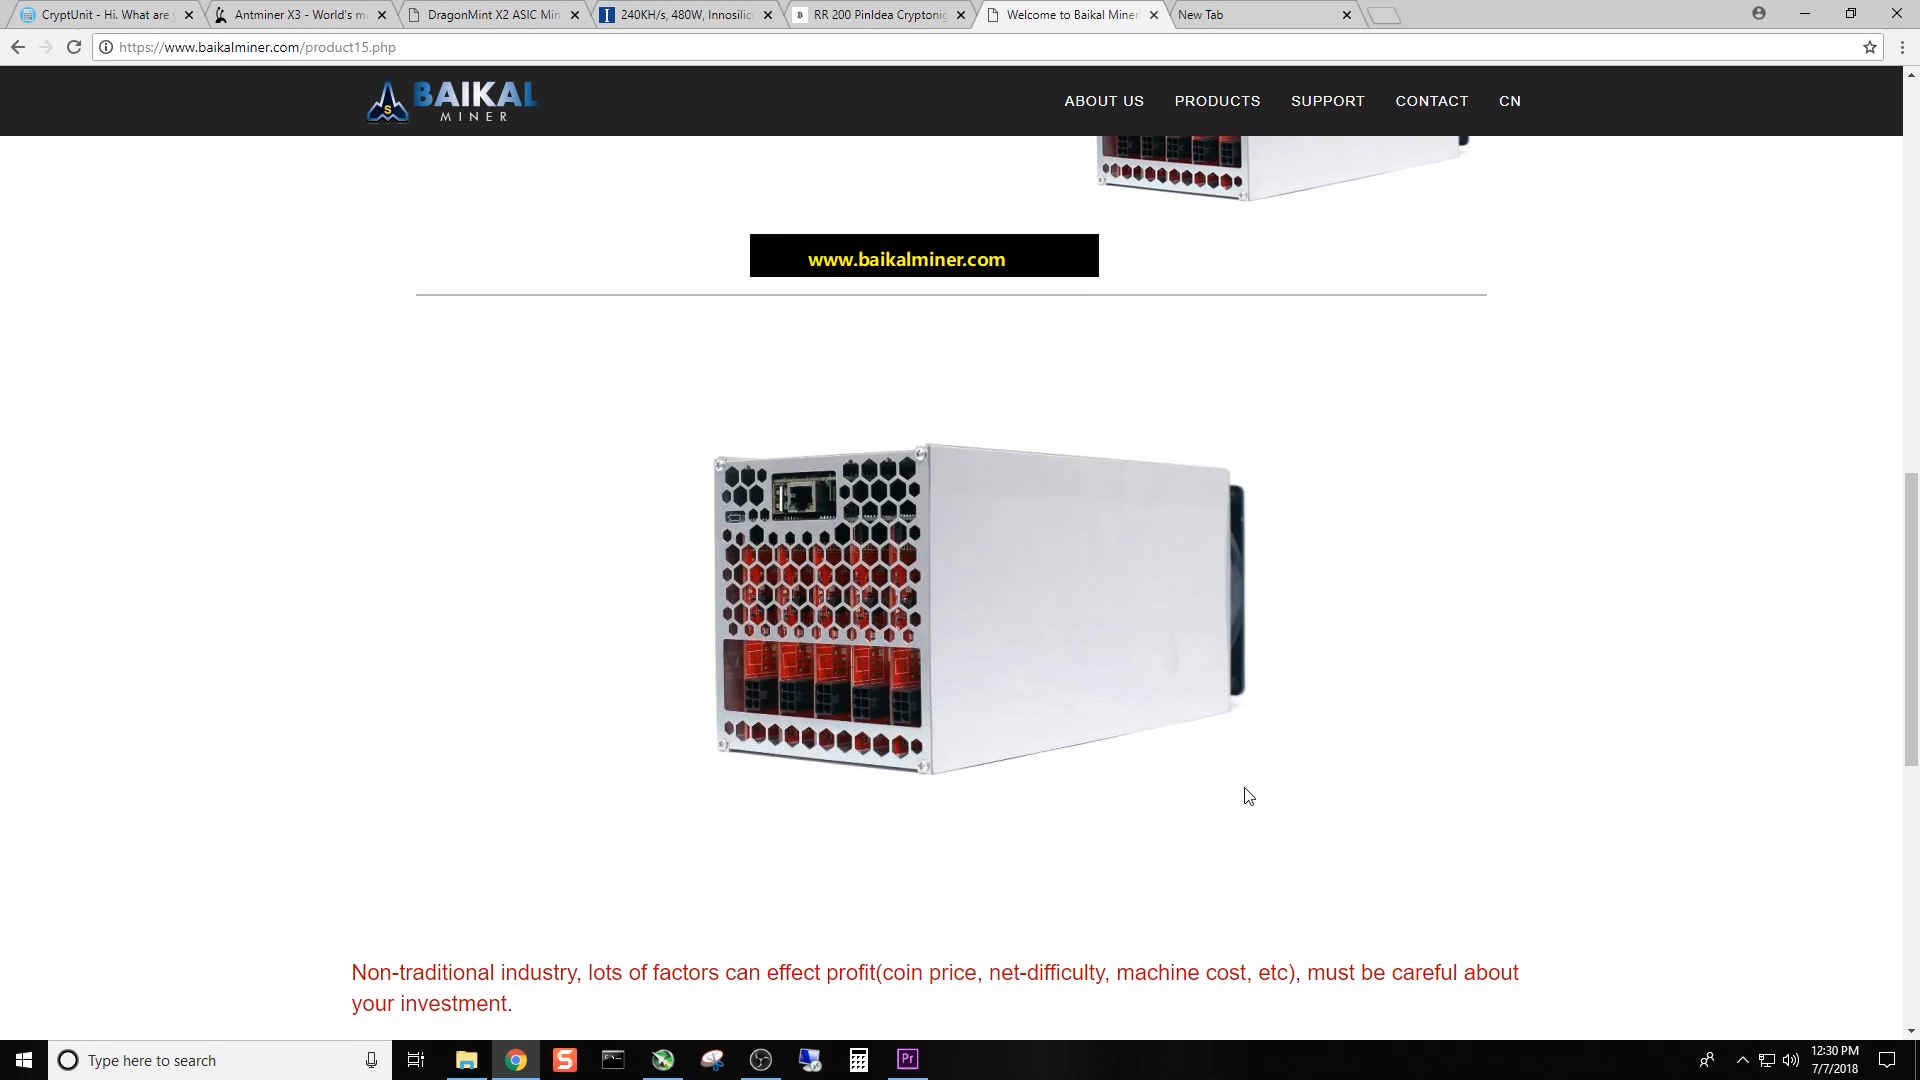 CryptUnit - Hi. What are
Antminer X3 - World's m
DragonMint X2 ASIC Min
240KH/s, 480W, Innosilic
RR 200 PinIdea Cryptonig
Welcome to Baikal Miner
New Tab
https://www.baikalminer.com/product15.php
BAIKAL
MINER
ABOUT US
PRODUCTS
SUPPORT
CONTACT
CN
www.baikalminer.com
Non-traditional industry, lots of factors can effect profit(coin price, net-difficulty, machine cost, etc), must be careful about
your investment.
Type here to search
S
Pr
12:30 PM
7/7/2018